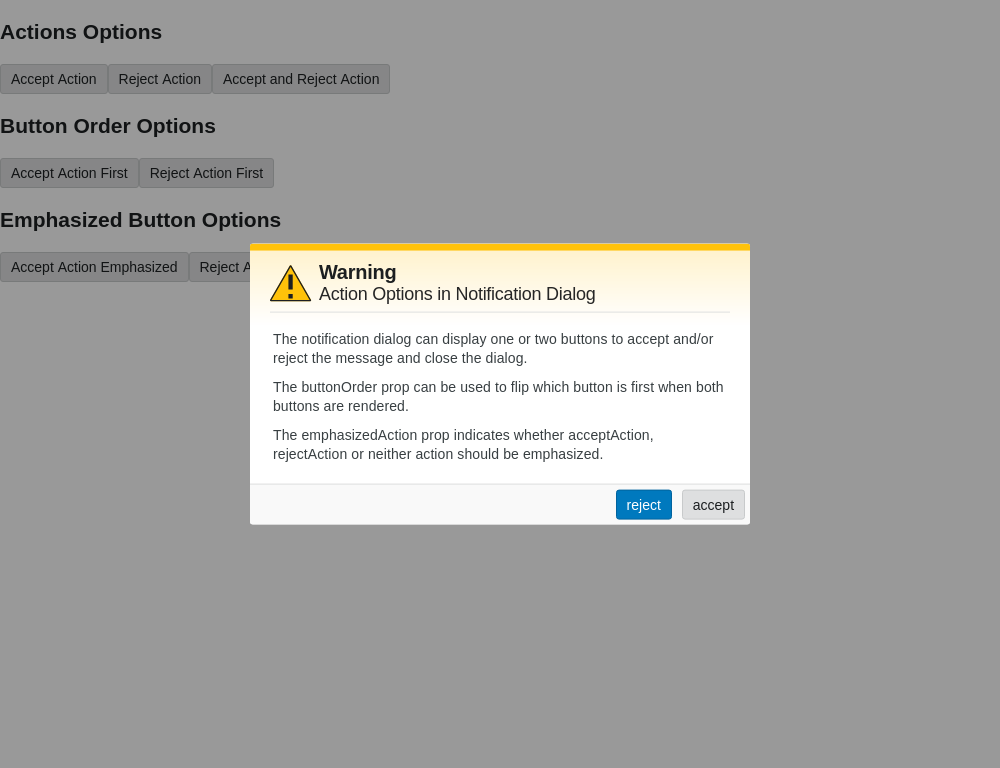 Actions Options
Accept Action Reject Action Accept and Reject Action
Button Order Options
Accept Action First Reject Action First
Emphasized Button Options
Accept Action Emphasized Reject
Warning
Action Options in Notification Dialog
The notification dialog can display one or two buttons to accept and/or
reject the message and close the dialog.
The buttonOrder prop can be used to flip which button is first when both
buttons are rendered.
The emphasizedAction prop indicates whether acceptAction,
rejectAction or neither action should be emphasized.
reject accept